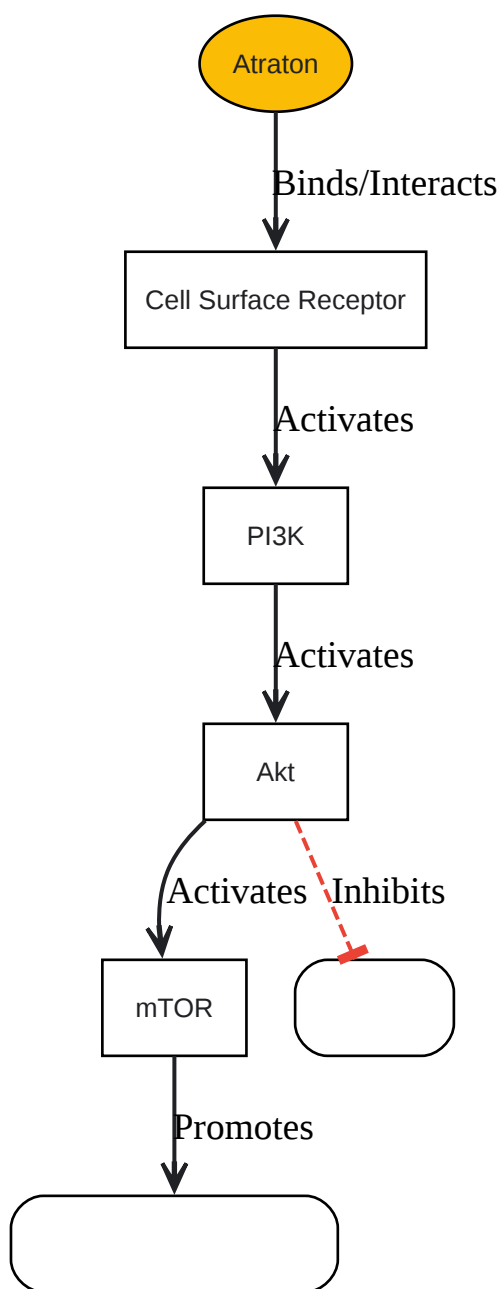 Atraton
Binds/Interacts
Cell Surface Receptor
Activates
PI3K
Activates
Akt
Activates
Inhibits
mTOR
Promotes